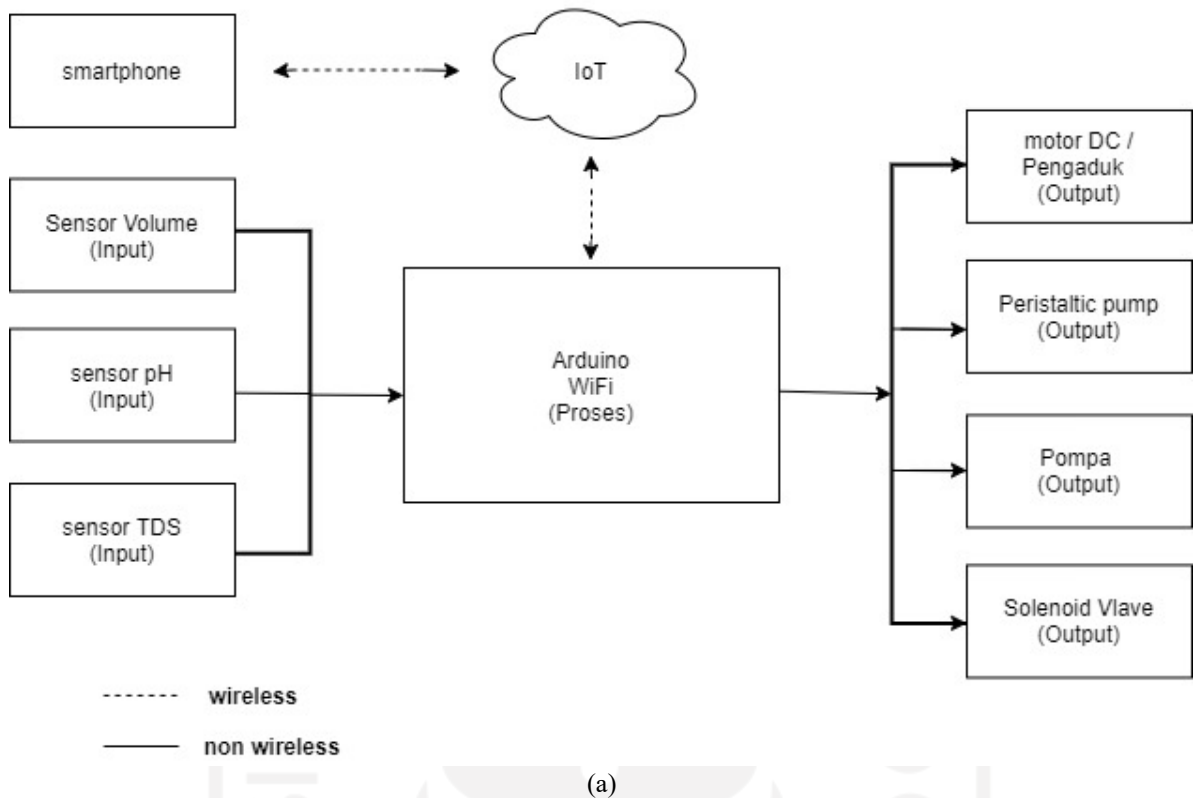 smartphone
IoT
Sensor Volume
(Input)
sensor pH
(Input)
sensor TDS
(Input)
Arduino
WiFi
(Proses)
motor DC /
Pengaduk
(Output)
Peristaltic pump
(Output)
Pompa
(Output)
Solenoid Vlave
(Output)
wireless
non wireless
(a)